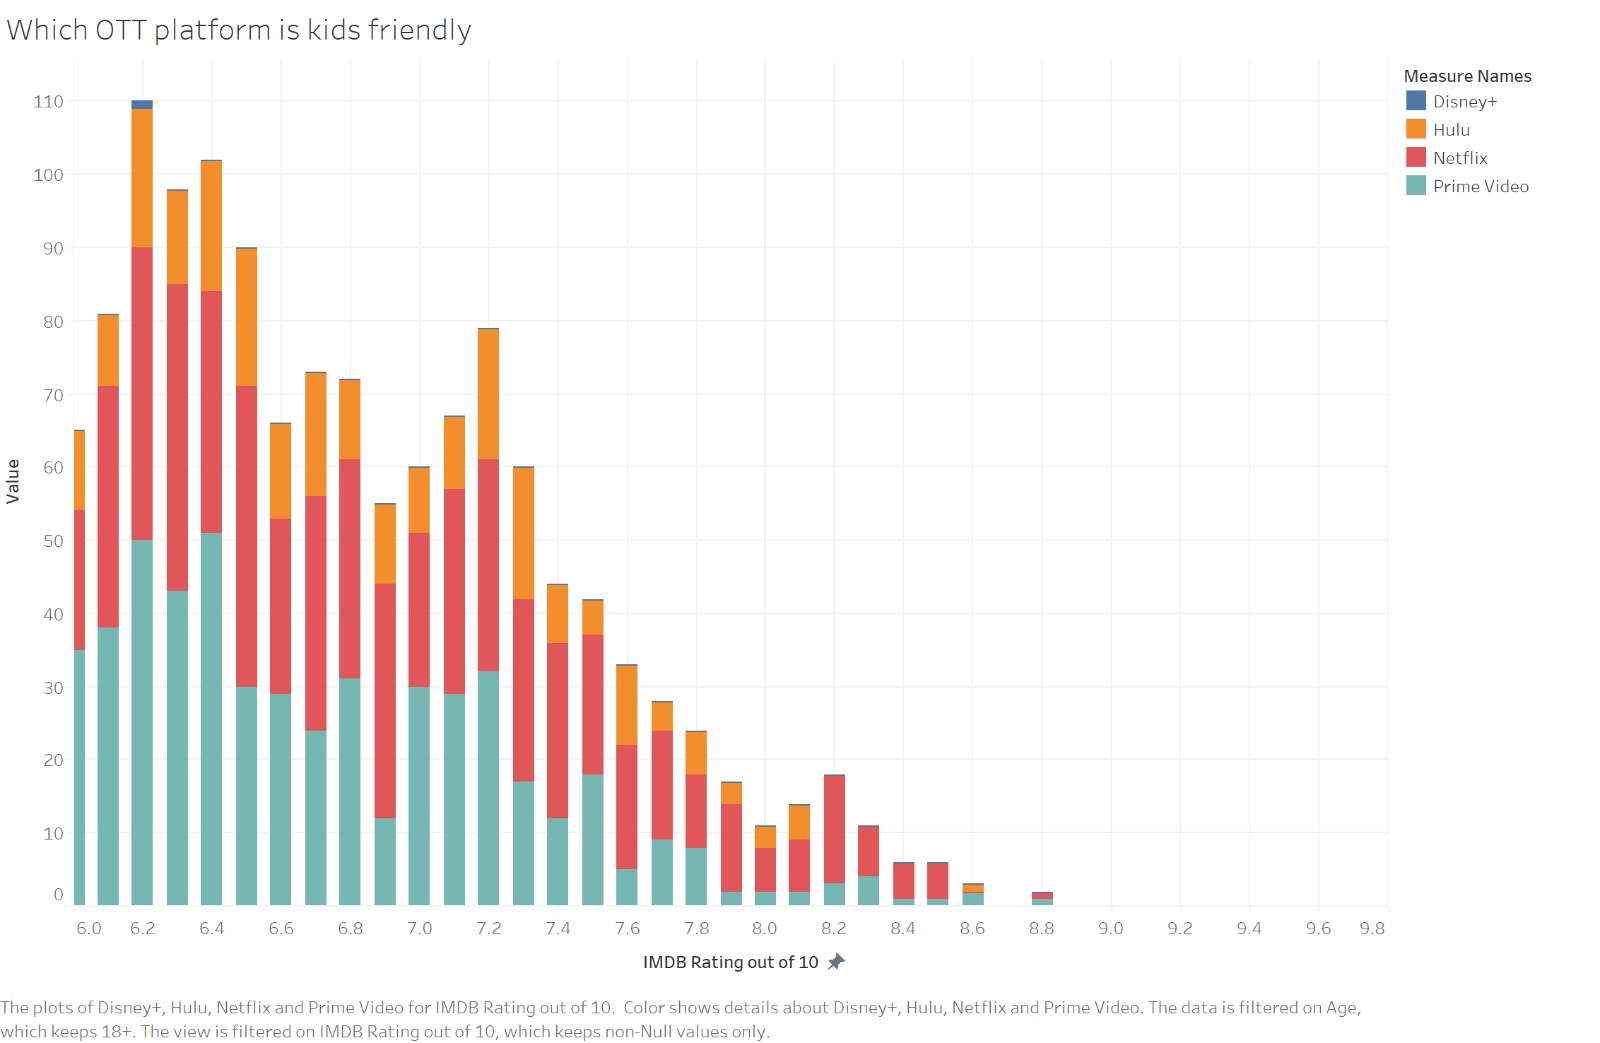 Which OTT platform is kids friendly
Measure Names
Disney+
Hulu
Netflix
Prime Video
110
100
90
80
70
60
50
40
30
20
10
0
Value
6.0 6.2 6.4 6.6 6.8 7.0 7.2 7.4 7.6 7.8 8.0 8.2 8.4 8.6 8.8 9.0 9.2 9.4 9.6 9.8
IMDB Rating out of 10
The plots of Disney+, Hulu, Netflix and Prime Video for IMDB Rating out of 10.  Color shows details about Disney+, Hulu, Netflix and Prime Video. The data is filtered on Age,
which keeps 18+. The view is filtered on IMDB Rating out of 10, which keeps non-Null values only.